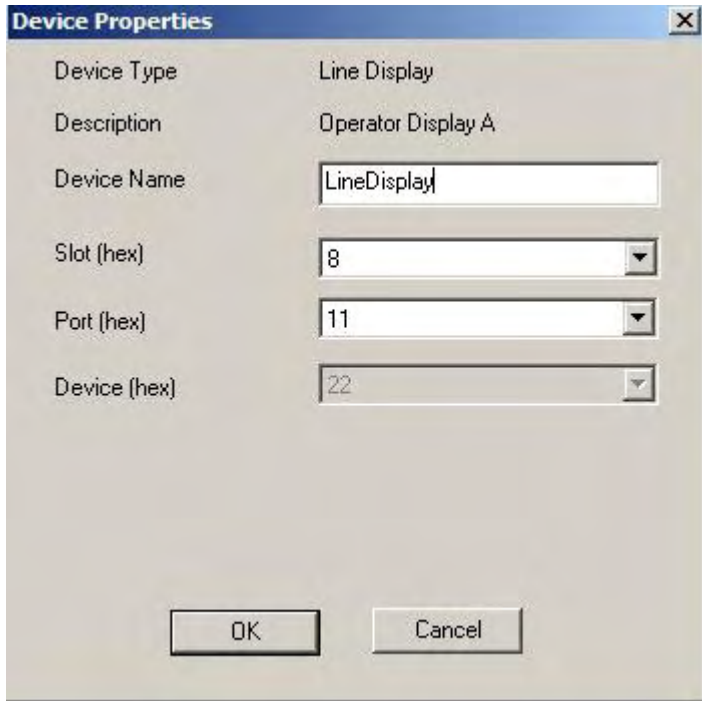 Device Properties
Device Type Line Display
Description Operator Display A
Device Name LineDisplay
Slot (hex) 8
Port (hex) 11
Device (hex) 22
OK Cancel